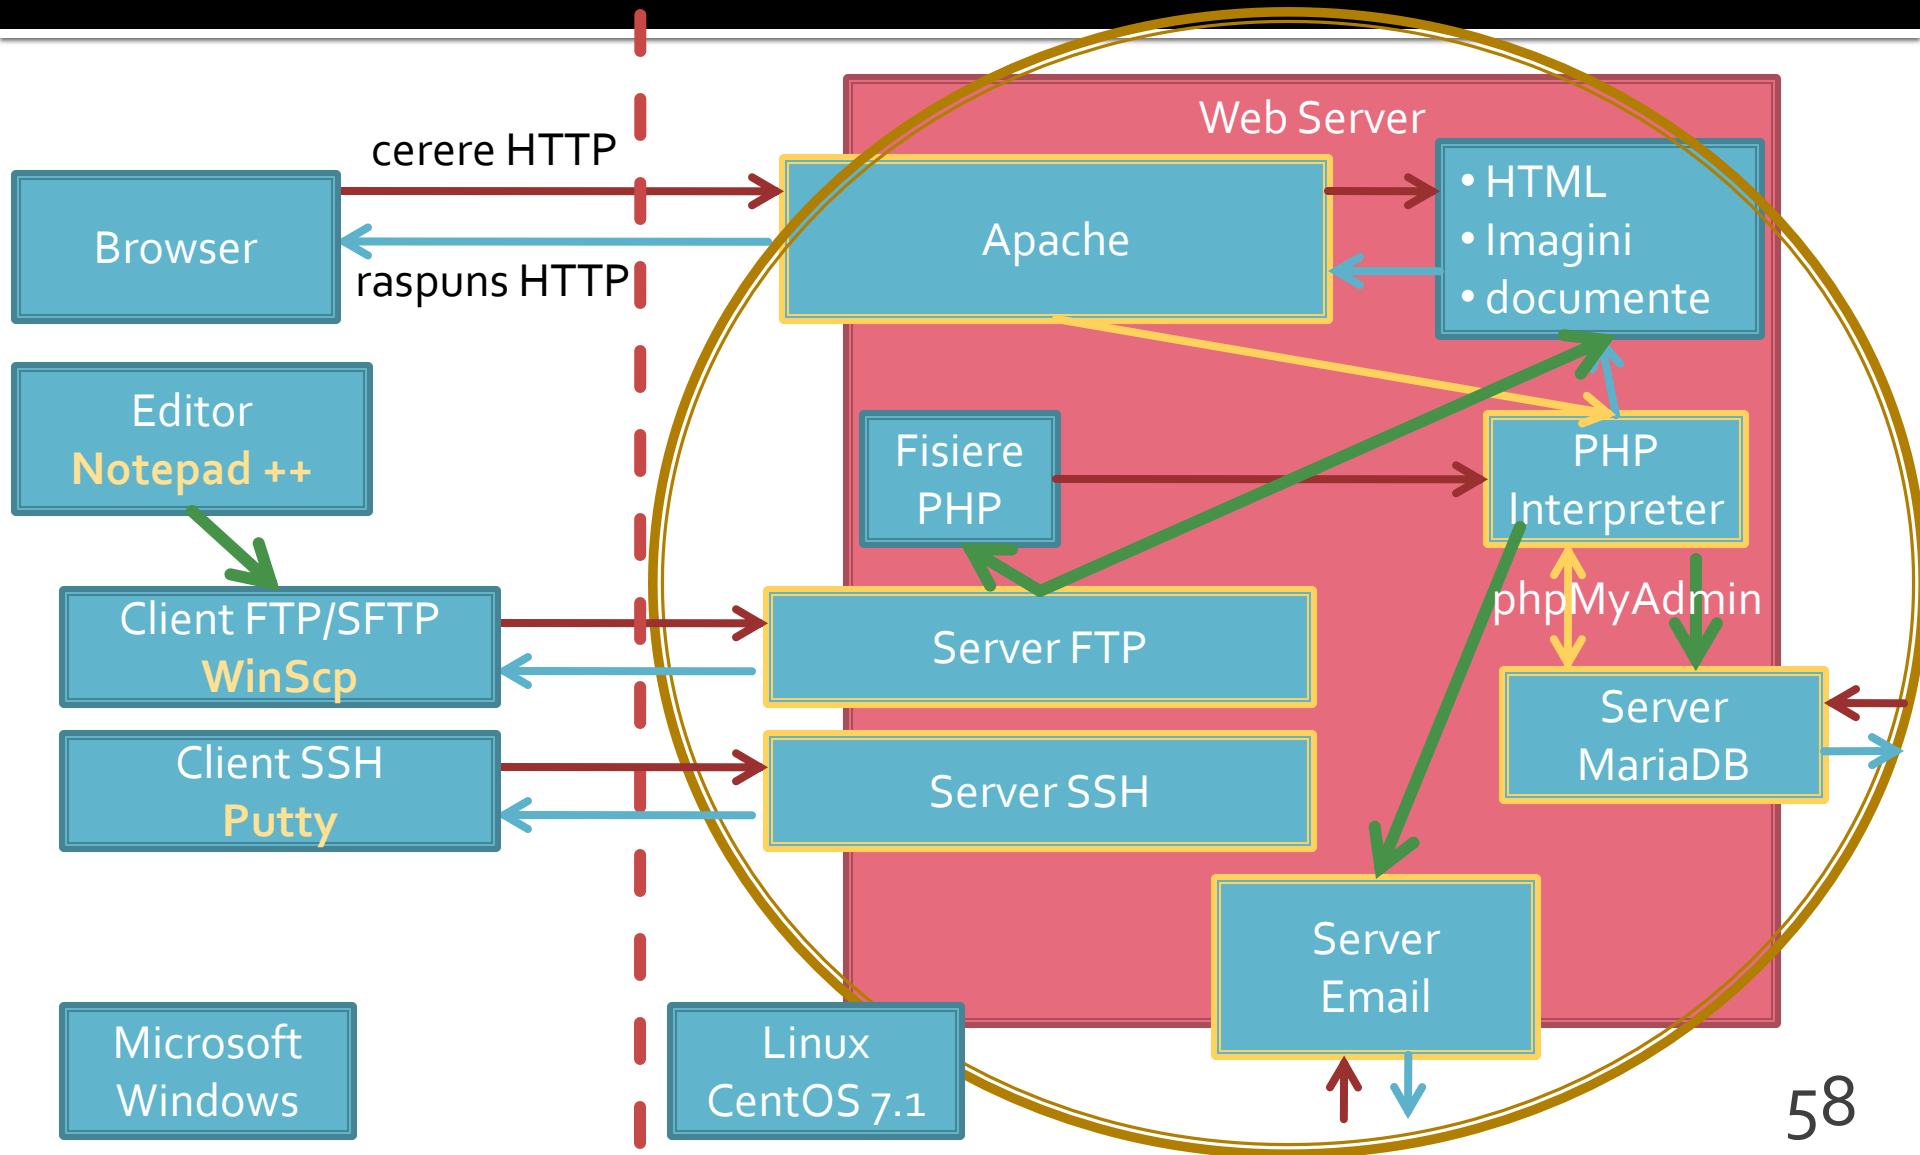 Web Server
cerere HTTP
Browser
raspuns HTTP
Apache
• HTML
• Imagini
• documente
Editor
Notepad ++
Fisiere
PHP
PHP
Interpreter
phpMyAdmin
Client FTP/SFTP
WinScp
Server FTP
Server
MariaDB
Client SSH
Putty
Server SSH
Server
Email
Microsoft
Windows
Linux
CentOS 7.1
58